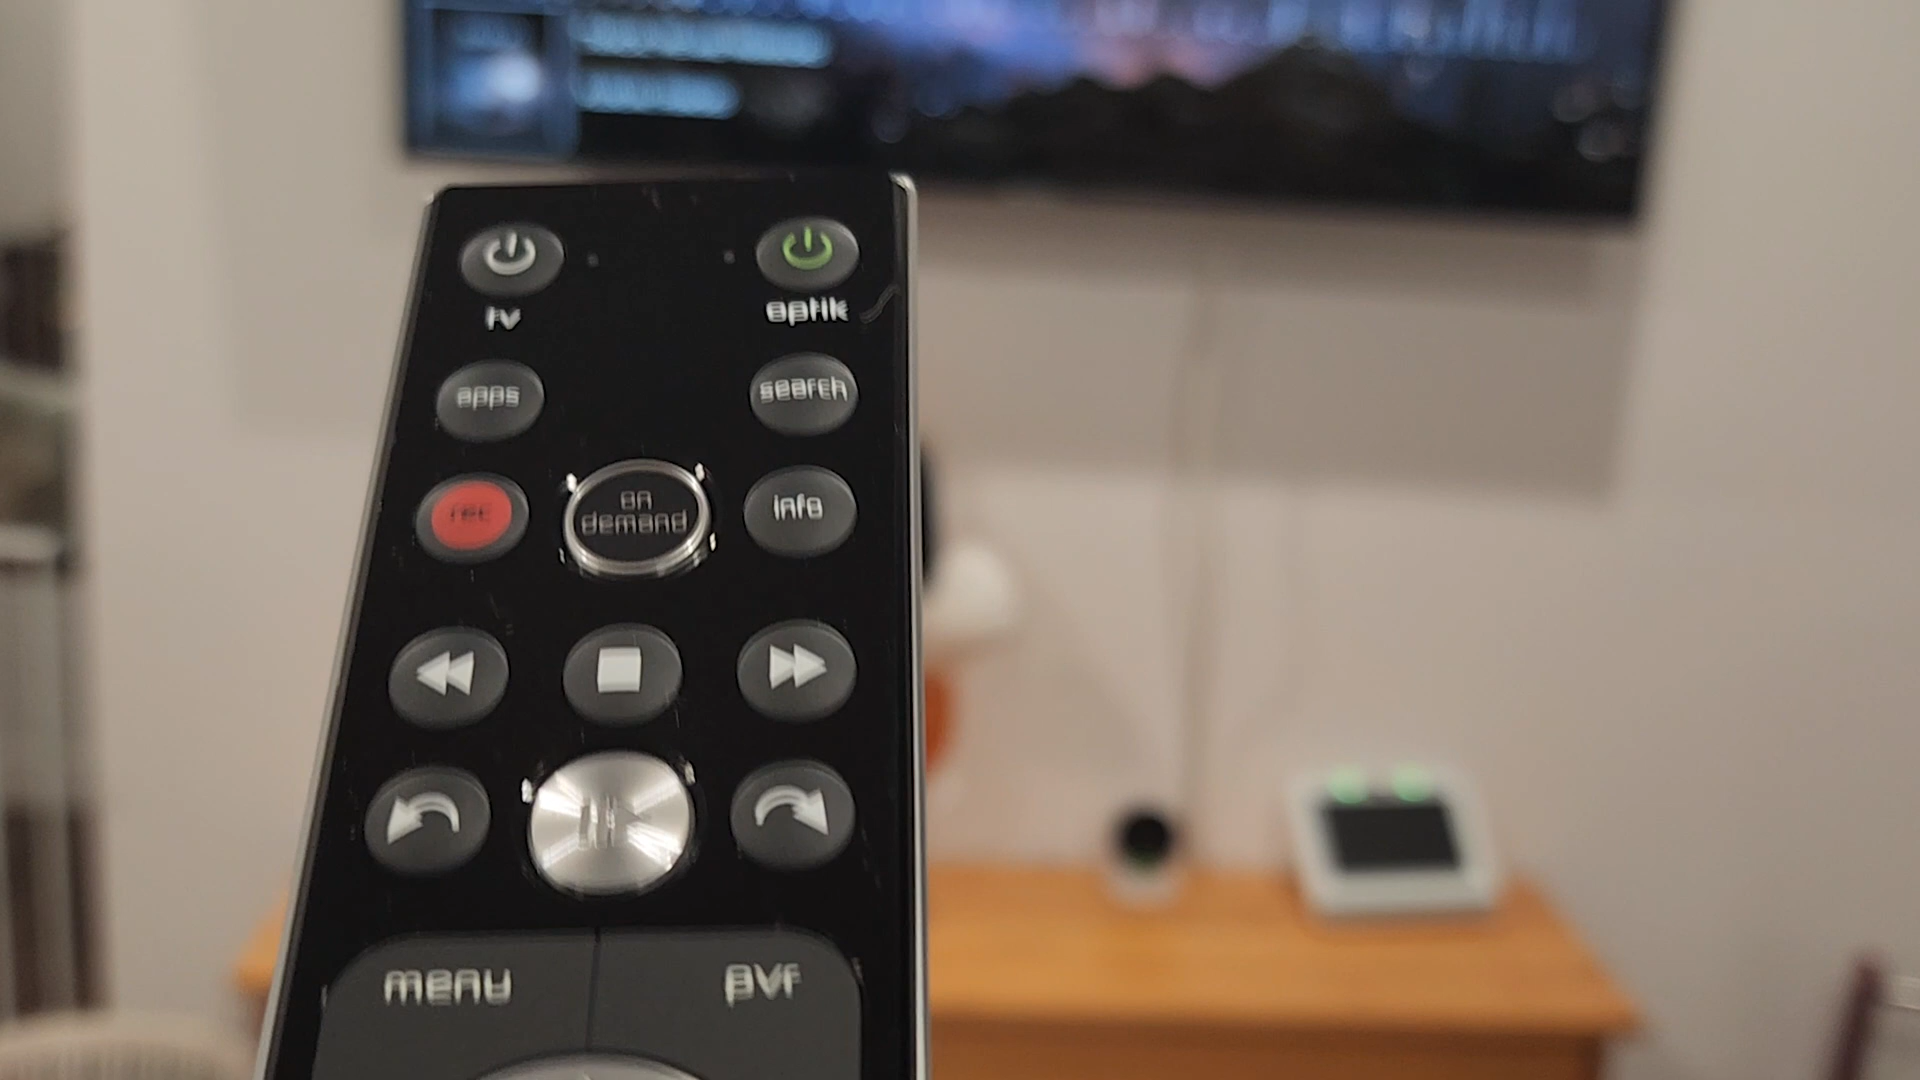 tv
optik
apps
search
rec
on
demand
info
menu
pvr